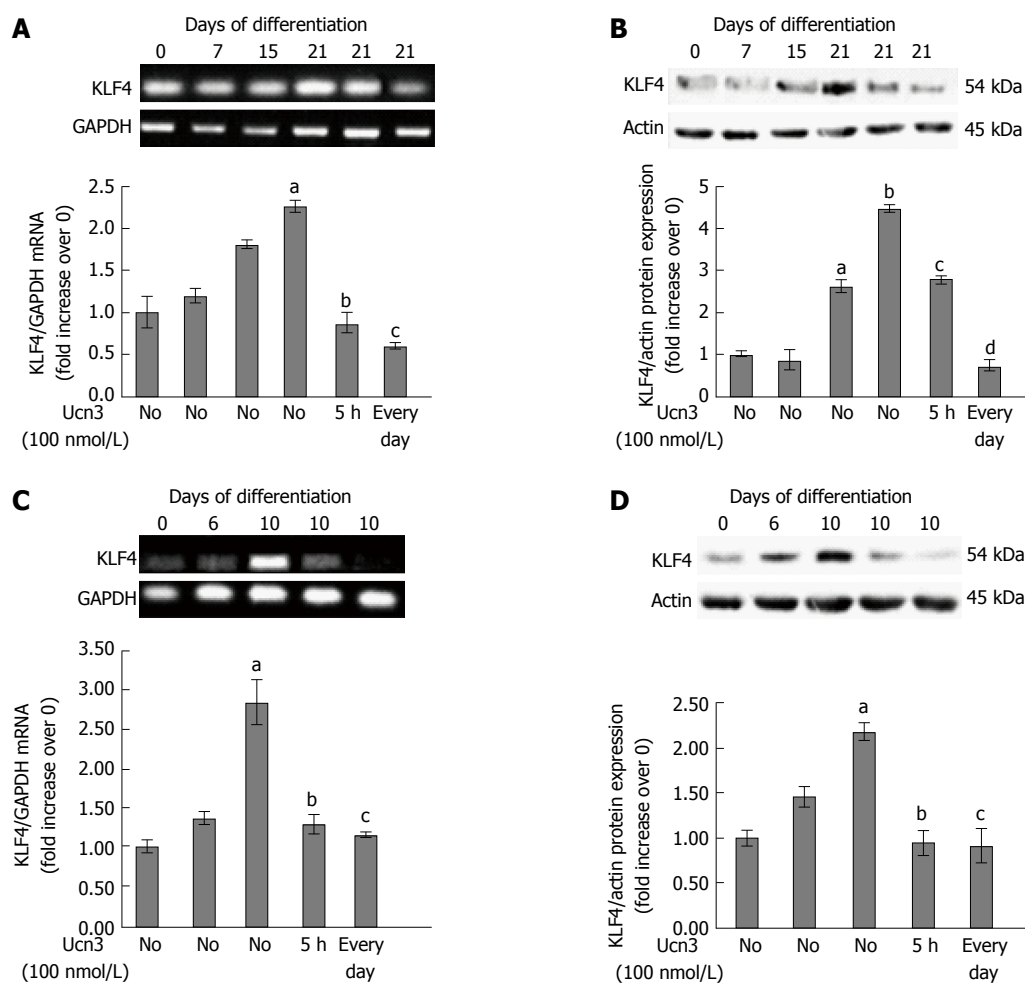 A
Days of differentiation
0 7 15 21 21 21
KLF4
GAPDH
KLF4/GAPDH mRNA
(fold increase over 0)
2.5
2.0
1.5
1.0
0.5
0.0
a
b
c
Ucn3 No No No No 5 h Every
(100 nmol/L) day
B
Days of differentiation
0 7 15 21 21 21
KLF4 54 kDa
Actin 45 kDa
KLF4/actin protein expression
(fold increase over 0)
5
4
3
2
1
0
a
b
c
d
Ucn3 No No No No 5 h Every
(100 nmol/L) day
C
Days of differentiation
0 6 10 10 10
KLF4
GAPDH
KLF4/GAPDH mRNA
(fold increase over 0)
3.50
3.00
2.50
2.00
1.50
1.00
0.50
0.00
a
b
c
Ucn3 No No No 5 h Every
(100 nmol/L) day
D
Days of differentiation
0 6 10 10 10
KLF4 54 kDa
Actin 45 kDa
KLF4/actin protein expression
(fold increase over 0)
2.50
2.00
1.50
1.00
0.50
0.00
a
b
c
Ucn3 No No No 5 h Every
(100 nmol/L) day